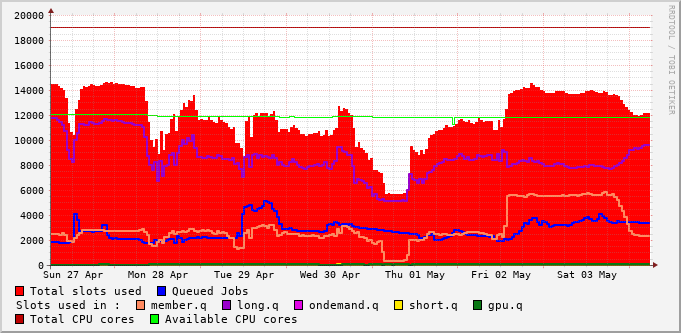 20000
18000
16000
14000
12000
10000
8000
6000
4000
2000
0
Sun 27 Apr Mon 28 Apr Tue 29 Apr Wed 30 Apr Thu 01 May Fri 02 May Sat 03 May
Total slots used Queued Jobs
Slots used in : member.q long.q ondemand.q short.q gpu.q
Total CPU cores Available CPU cores
RRDTOOL / TOBI OETIKER